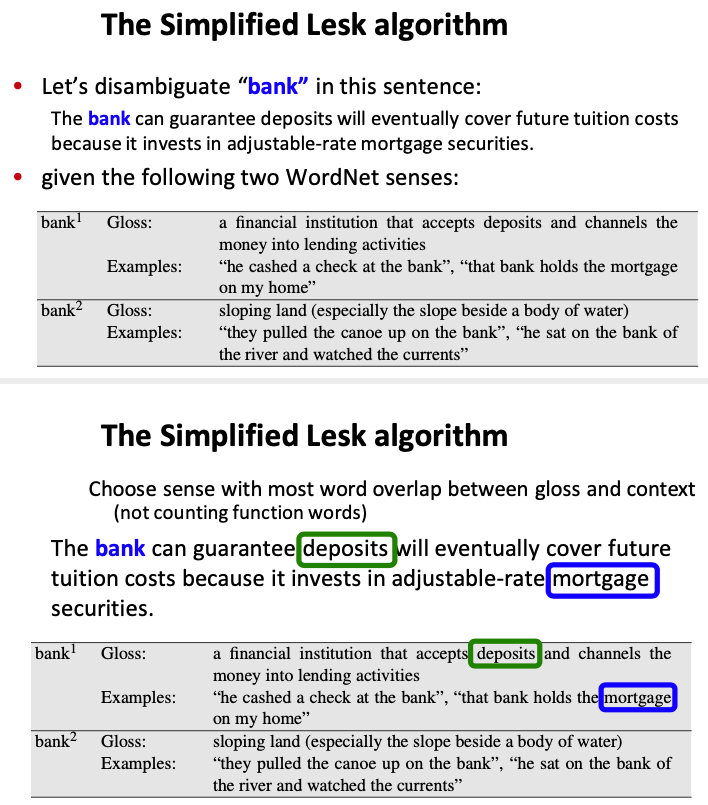 The Simplified Lesk algorithm
• Let’s disambiguate “bank” in this sentence:
The bank can guarantee deposits will eventually cover future tuition costs
because it invests in adjustable-rate mortgage securities.
• given the following two WordNet senses:
bank1 Gloss: a financial institution that accepts deposits and channels the
money into lending activities
Examples: “he cashed a check at the bank”, “that bank holds the mortgage
on my home”
bank2 Gloss: sloping land (especially the slope beside a body of water)
Examples: “they pulled the canoe up on the bank”, “he sat on the bank of
the river and watched the currents”
The Simplified Lesk algorithm
Choose sense with most word overlap between gloss and context
(not counting function words)
The bank can guarantee deposits will eventually cover future
tuition costs because it invests in adjustable-rate mortgage
securities.
bank1 Gloss: a financial institution that accepts deposits and channels the
money into lending activities
Examples: “he cashed a check at the bank”, “that bank holds the mortgage
on my home”
bank2 Gloss: sloping land (especially the slope beside a body of water)
Examples: “they pulled the canoe up on the bank”, “he sat on the bank of
the river and watched the currents”